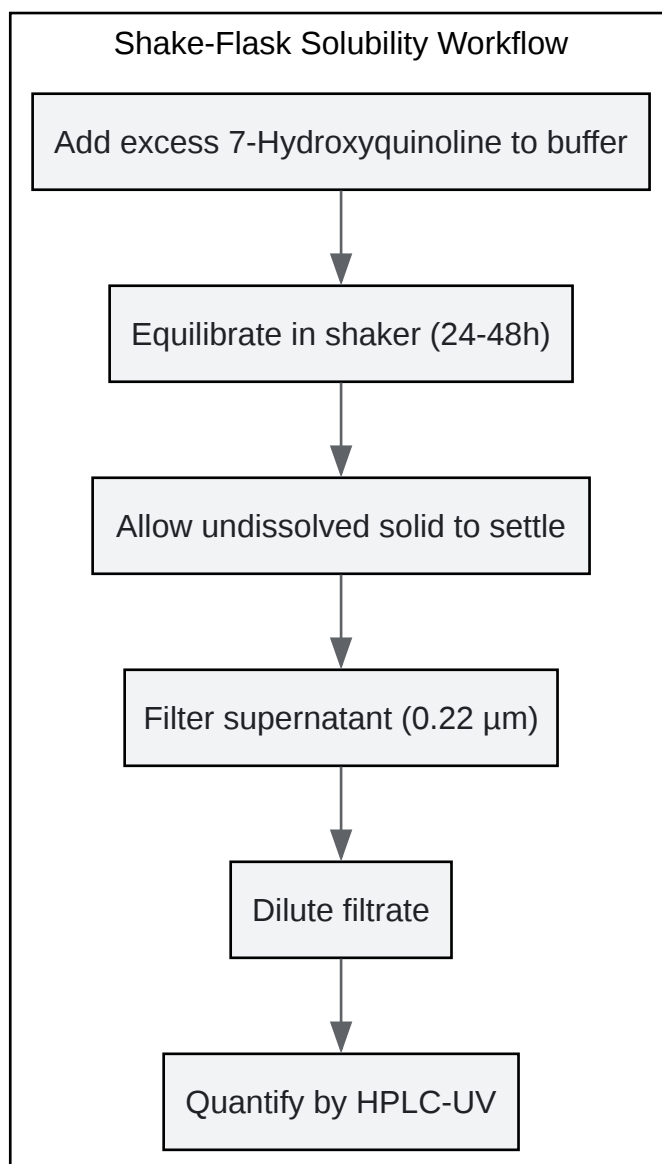 Shake-Flask Solubility Workflow
Add excess 7-Hydroxyquinoline to buffer
Equilibrate in shaker (24-48h)
Allow undissolved solid to settle
Filter supernatant (0.22 µm)
Dilute filtrate
Quantify by HPLC-UV